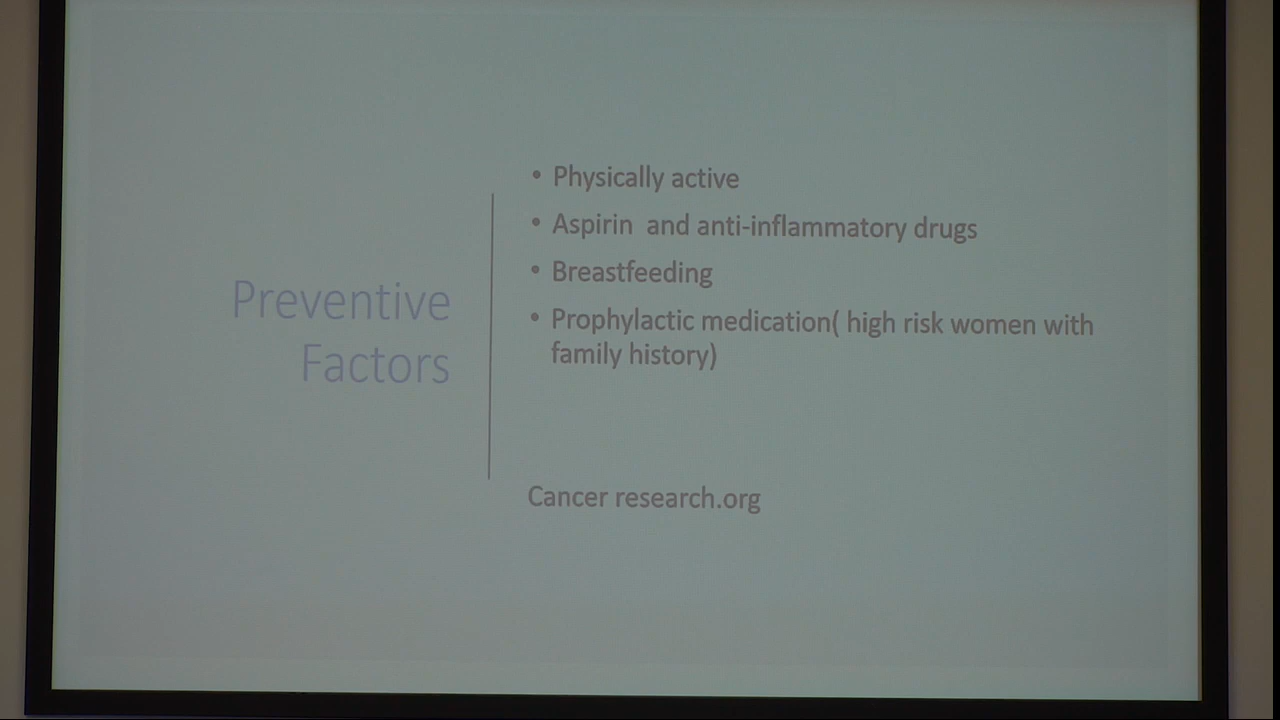 Preventive
Factors
• Physically active
• Aspirin  and anti-inflammatory drugs
• Breastfeeding
• Prophylactic medication( high risk women with
family history)
Cancer research.org